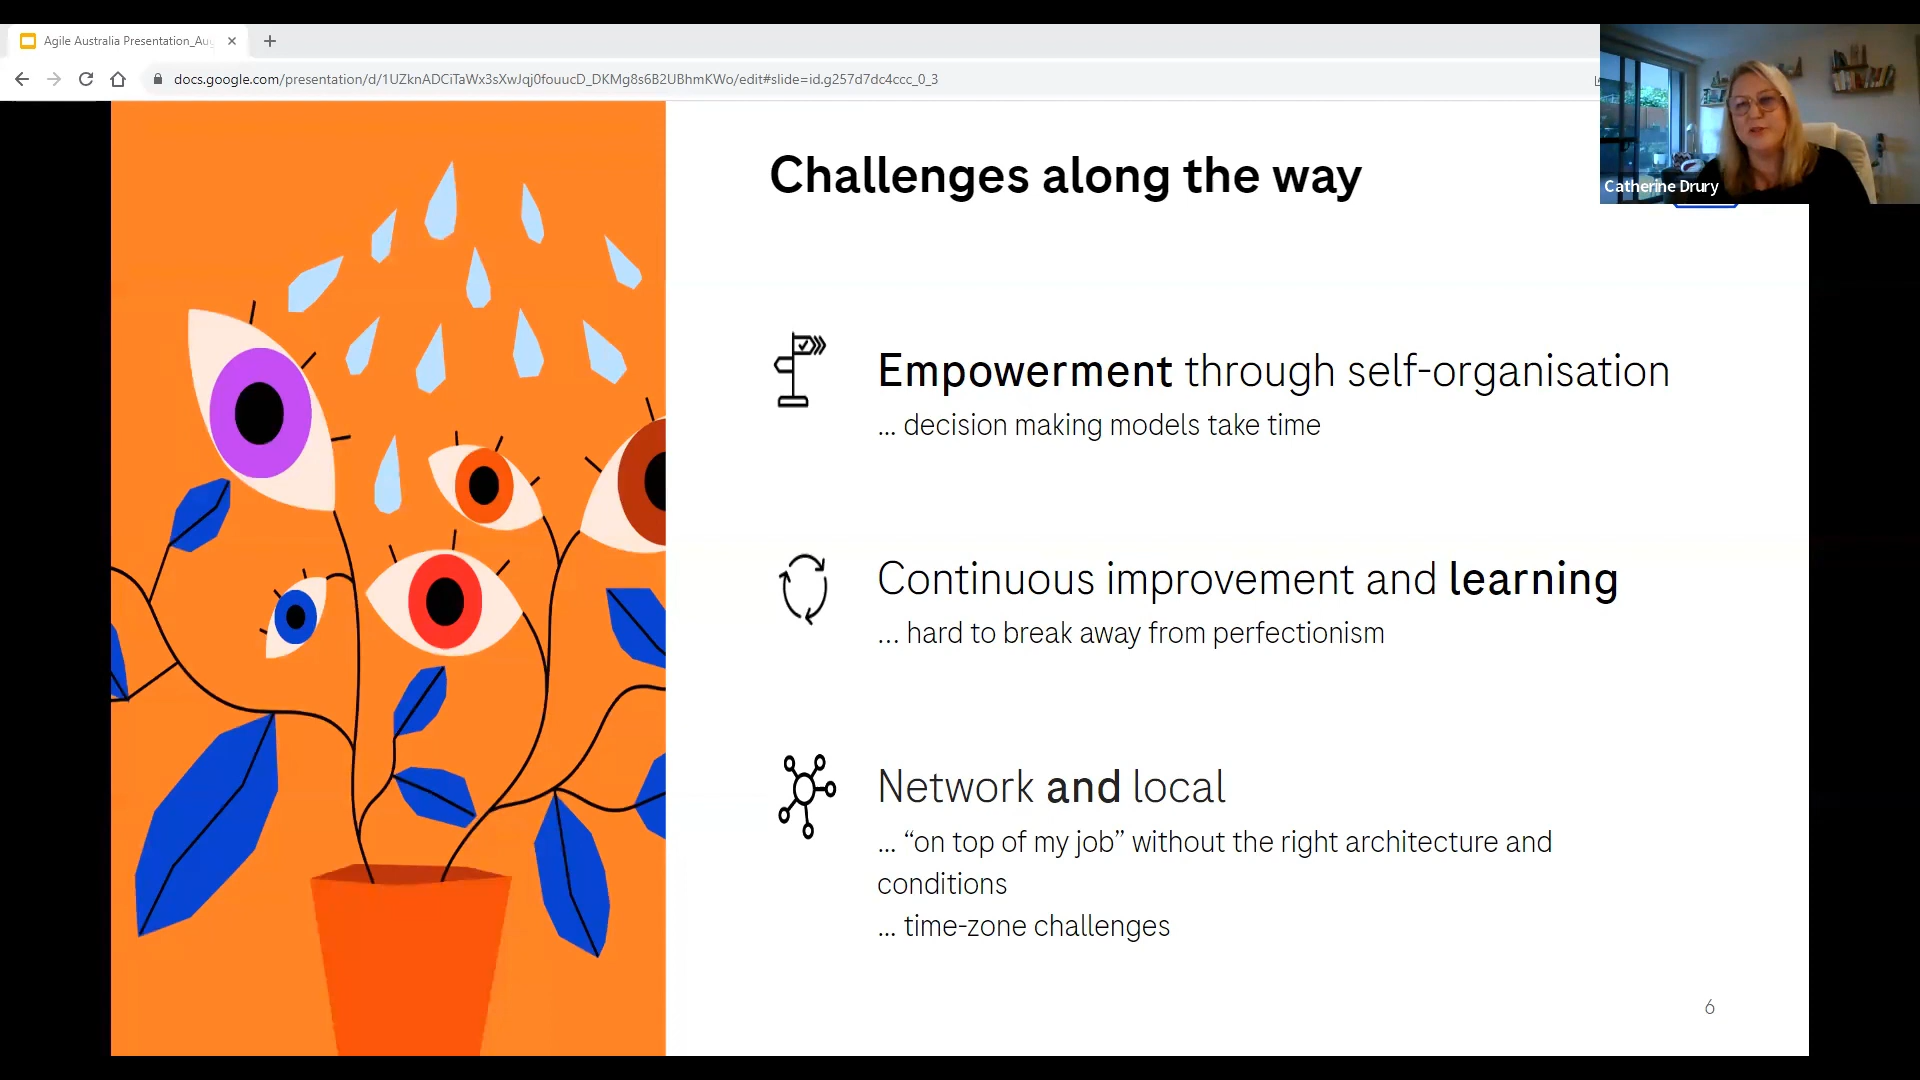 Agile Australia Presentation_Au
docs.google.com/presentation/d/1UZknADCiTaWx3sXwJqj0fouucD_DKMg8s6B2UBhmKWo/edit#slide=id.g257d7dc4ccc_0_3
Catherine Drury
Challenges along the way
Empowerment through self-organisation
... decision making models take time
Continuous improvement and learning
... hard to break away from perfectionism
Network and local
... “on top of my job” without the right architecture and
conditions
... time-zone challenges
6